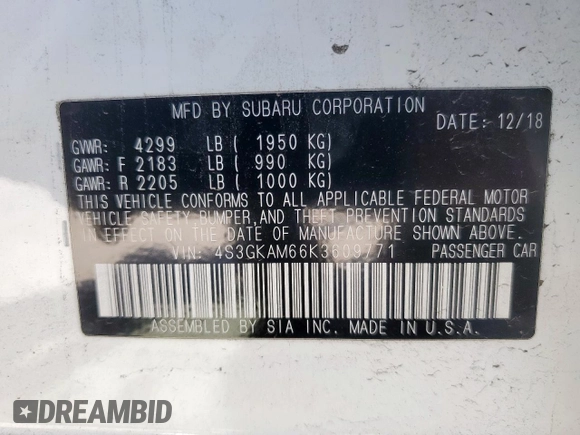 MFD BY SUBARU CORPORATION
DATE: 12/18
GVWR: 4299 LB ( 1950 KG)
GAWR: F 2183 LB ( 990 KG)
GAWR: R 2205 LB ( 1000 KG)
THIS VEHICLE CONFORMS TO ALL APPLICABLE FEDERAL MOTOR
VEHICLE SAFETY,BUMPER,AND THEFT PREVENTION STANDARDS
IN EFFECT ON THE DATE OF MANUFACTURE SHOWN ABOVE.
VIN: 4S3GKAM66K3609771 PASSENGER CAR
ASSEMBLED BY SIA INC. MADE IN U.S.A.
DREAMBID